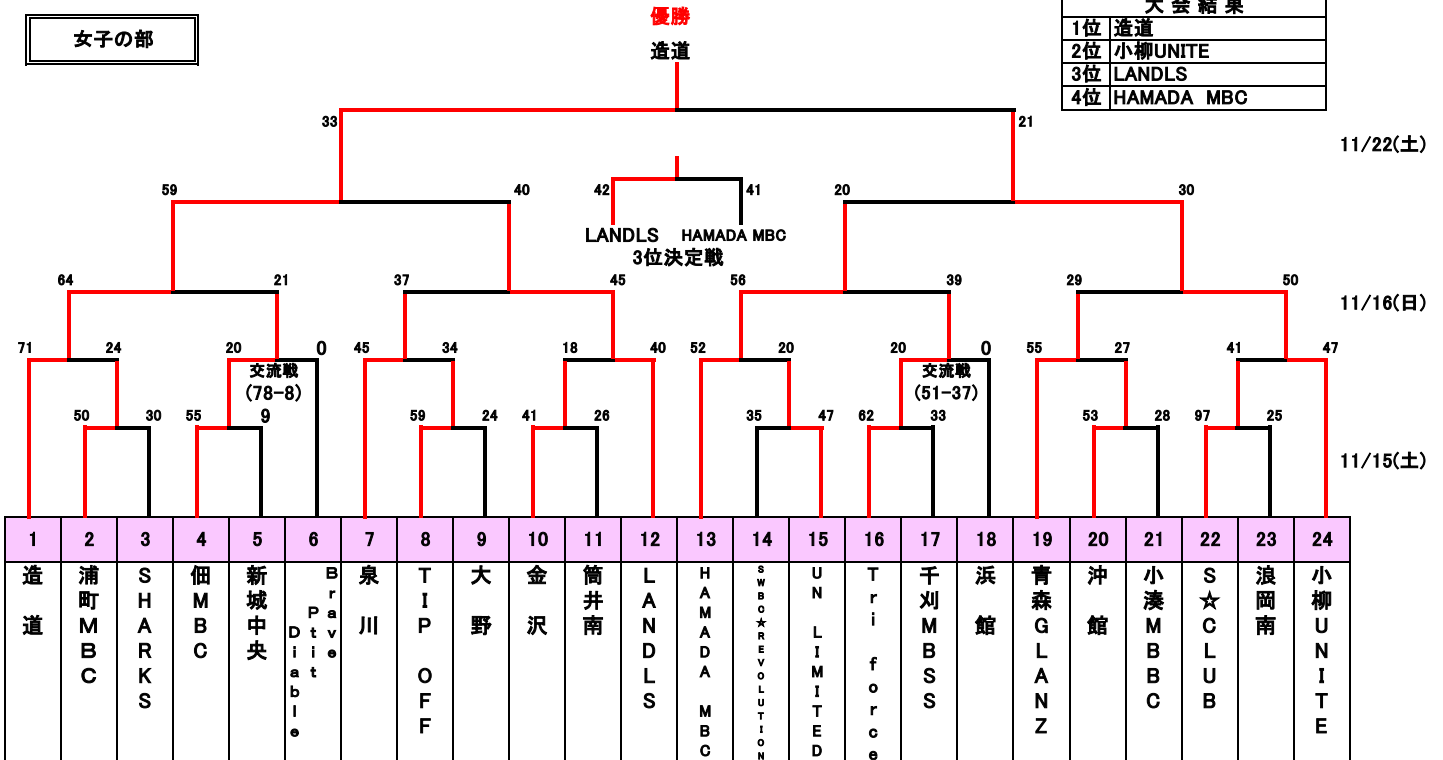 優勝
大会結果
女子の部
造道
1位 造道
2位 小柳UNITE
3位 LANDLS
4位 HAMADA MBC
33 21
11/22(土)
59 40 42 41 20 30
LANDLS HAMADA MBC
3位決定戦
64 21 37 45 56 39 29 50
11/16(日)
71 24 20 0 45 34 18 40 52 20 20 0 55 27 41 47
交流戦 交流戦
(78-8) (51-37)
50 30 55 9 59 24 41 26 35 47 62 33 53 28 97 25
11/15(土)
1 2 3 4 5 6 7 8 9 10 11 12 13 14 15 16 17 18 19 20 21 22 23 24
造道
浦町MBC
SHARKS
佃MBC
新城中央
Brave Ptit Diable
泉川
TIP OFF
大野
金沢
筒井南
LANDLS
HAMADA MBC
SWBC★REVOLUTION
UN LIMITED
Tri force
千刈MBSS
浜館
青森GLANZ
沖館
小湊MBBC
S☆CLUB
浪岡南
小柳UNITE